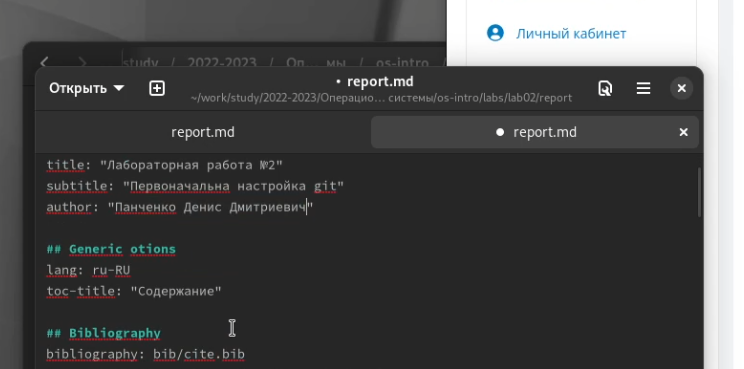 Личный кабинет
study / 2022-2023 / Оп мы / os-intro /
Открыть
• report.md
~/work/study/2022-2023/Операцио… системы/os-intro/labs/lab02/report
report.md
● report.md
title: "Лабораторная работа №2"
subtitle: "Первоначальна настройка git"
author: "Панченко Денис Дмитриевич"
## Generic otions
lang: ru-RU
toc-title: "Содержание"
## Bibliography
bibliography: bib/cite.bib